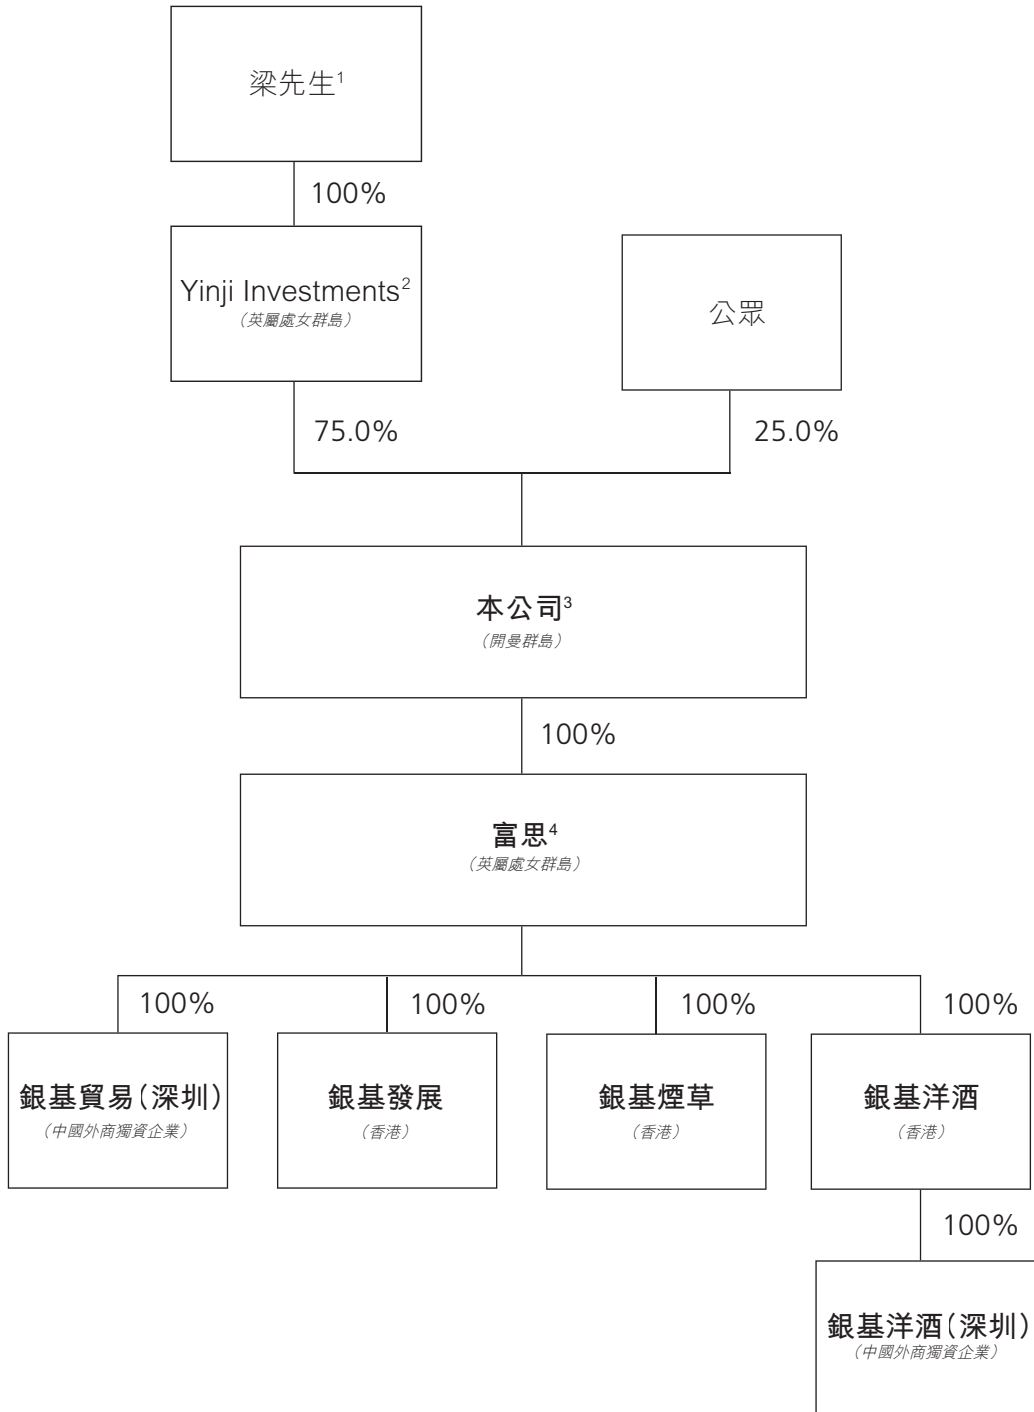 梁先生¹
100%
Yinji Investments²
（英屬處女群島）
公眾
75.0%
25.0%
本公司³
（開曼群島）
100%
富思⁴
（英屬處女群島）
100%
100%
100%
100%
銀基貿易（深圳）
（中國外商獨資企業）
銀基發展
（香港）
銀基煙草
（香港）
銀基洋酒
（香港）
100%
銀基洋酒（深圳）
（中國外商獨資企業）